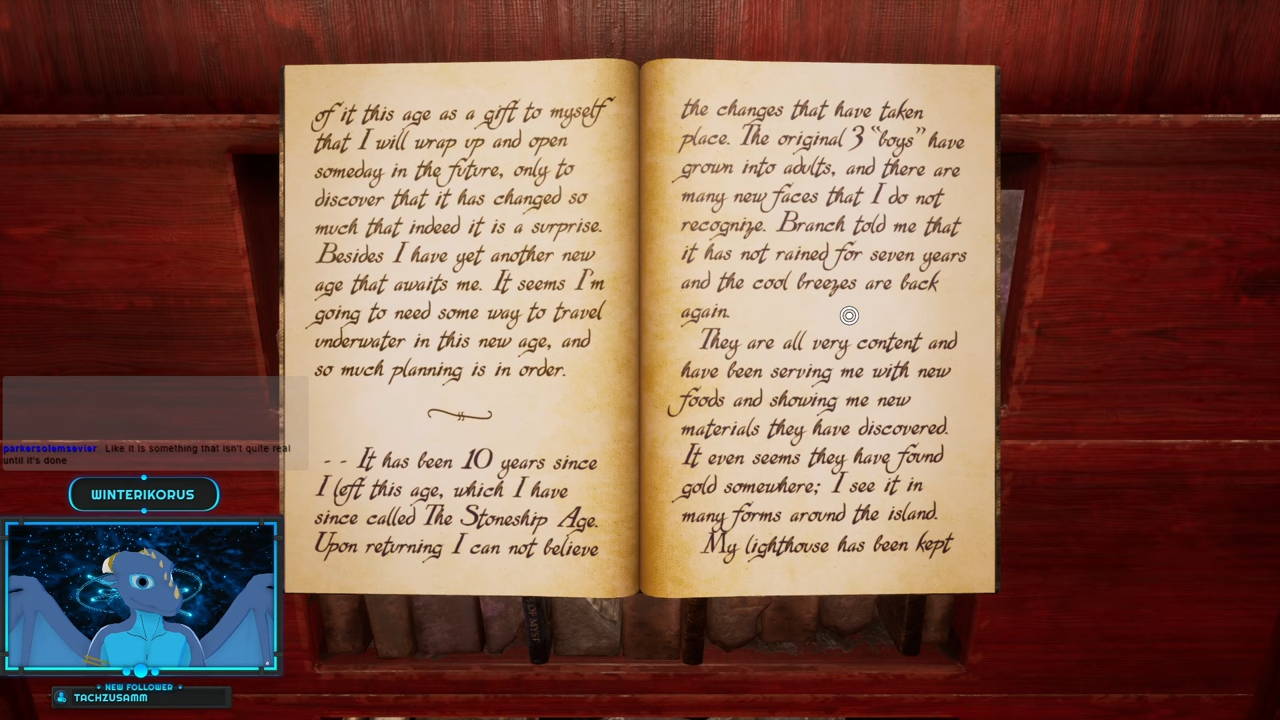 of it this age as a gift to myself
that I will wrap up and open
someday in the future, only to
discover that it has changed so
much that indeed it is a surprise.
Besides I have yet another new
age that awaits me. It seems I'm
going to need some way to travel
underwater in this new age, and
so much planning is in order.
- - It has been 10 years since
I left this age, which I have
since called The Stoneship Age.
Upon returning I can not believe
the changes that have taken
place. The original 3 "boys" have
grown into adults, and there are
many new faces that I do not
recognize. Branch told me that
it has not rained for seven years
and the cool breezes are back
again.
They are all very content and
have been serving me with new
foods and showing me new
materials they have discovered.
It even seems they have found
gold somewhere; I see it in
many forms around the island.
My lighthouse has been kept
parkersolemsevier: Like it is something that isn't quite real
until it's done
WINTERIKORUS
NEW FOLLOWER
TACHZUSAMM
OF MYST